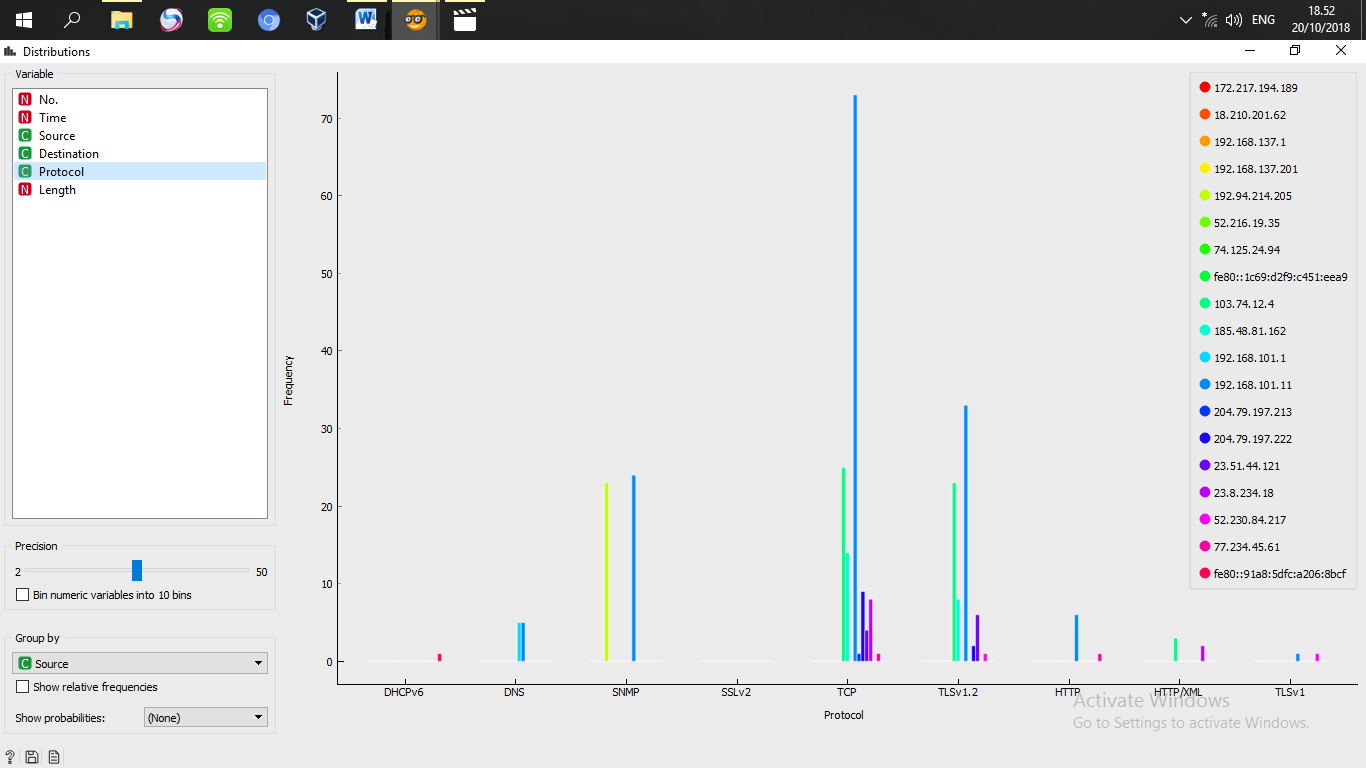 ENG
18.52
20/10/2018
Distributions
Variable
N No.
N Time
C Source
C Destination
C Protocol
N Length
Precision
2
50
Bin numeric variables into 10 bins
Group by
C Source
Show relative frequencies
Show probabilities:
(None)
?
Frequency
70
60
50
40
30
20
10
0
DHCPv6
DNS
SNMP
SSLv2
TCP
TLSv1.2
HTTP
HTTP/XML
TLSv1
Protocol
172.217.194.189
18.210.201.62
192.168.137.1
192.168.137.201
192.94.214.205
52.216.19.35
74.125.24.94
fe80::1c69:d2f9:c451:eea9
103.74.12.4
185.48.81.162
192.168.101.1
192.168.101.11
204.79.197.213
204.79.197.222
23.51.44.121
23.8.234.18
52.230.84.217
77.234.45.61
fe80::91a8:5dfc:a206:8bcf
Activate Windows
Go to Settings to activate Windows.